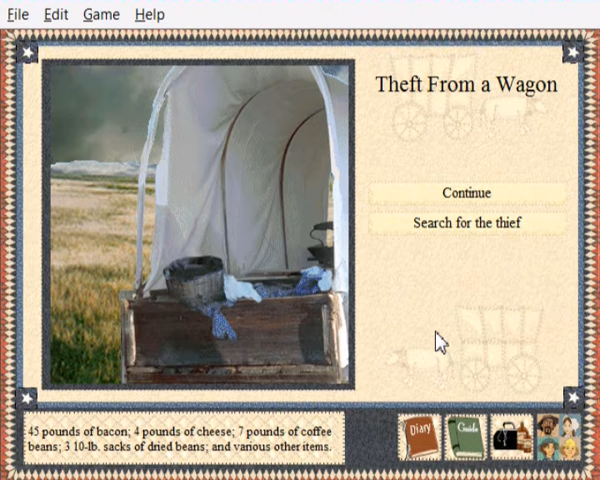 File Edit Game Help
Theft From a Wagon
Continue
Search for the thief
45 pounds of bacon; 4 pounds of cheese; 7 pounds of coffee
beans; 3 10-lb. sacks of dried beans; and various other items.
Diary
Guide